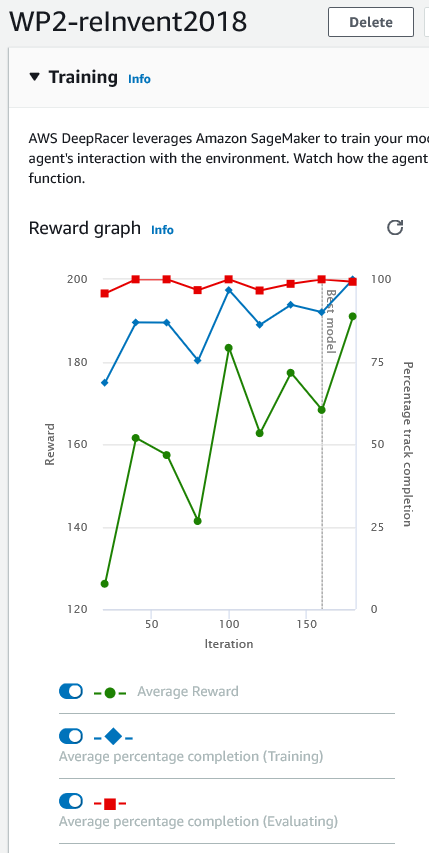 WP2-reInvent2018
Delete
Training Info
AWS DeepRacer leverages Amazon SageMaker to train your
agent's interaction with the environment. Watch how the agent
function.
Reward graph Info
200
180
160
140
120
Reward
100
75
50
25
0
Percentage track completion
Best model
50
100
150
Iteration
Average Reward
Average percentage completion (Training)
Average percentage completion (Evaluating)